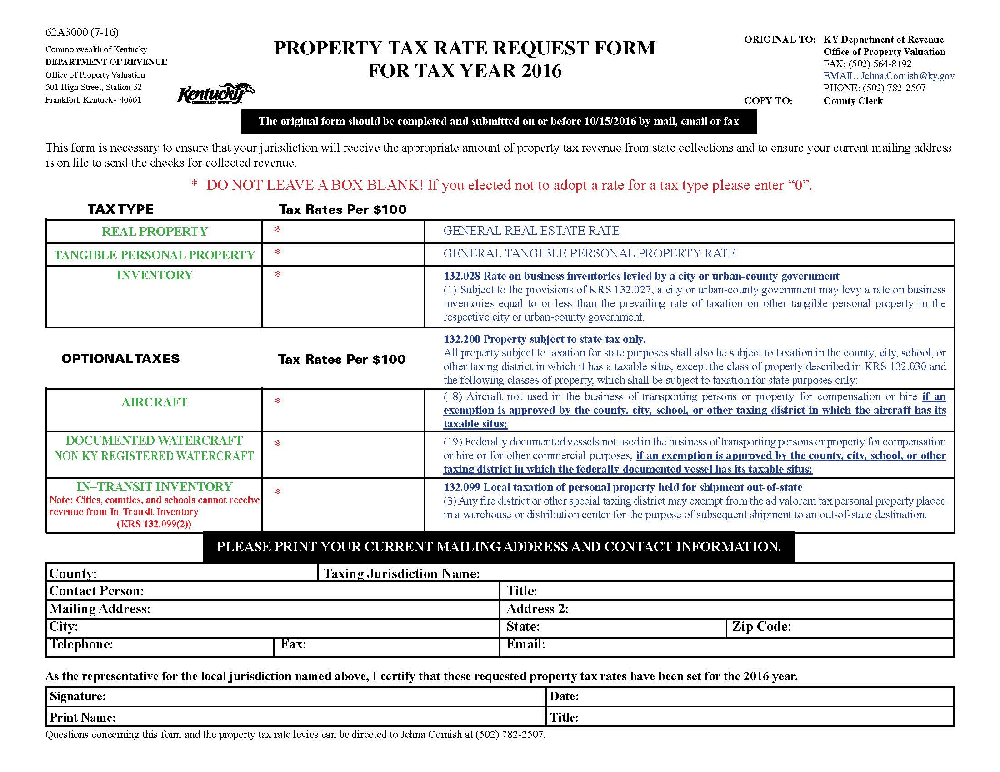 62A3000 (7-16)
Commonwealth of Kentucky
DEPARTMENT OF REVENUE
Office of Property Valuation
501 High Street, Station 32
Frankfort, Kentucky 40601
Kentucky
UNBRIDLED SPIRIT
PROPERTY TAX RATE REQUEST FORM
FOR TAX YEAR 2016
ORIGINAL TO: KY Department of Revenue
Office of Property Valuation
FAX: (502) 564-8192
EMAIL: Jehna.Cornish@ky.gov
PHONE: (502) 782-2507
COPY TO: County Clerk
The original form should be completed and submitted on or before 10/15/2016 by mail, email or fax.
This form is necessary to ensure that your jurisdiction will receive the appropriate amount of property tax revenue from state collections and to ensure your current mailing address
is on file to send the checks for collected revenue.
* DO NOT LEAVE A BOX BLANK! If you elected not to adopt a rate for a tax type please enter “0”.
TAX TYPE Tax Rates Per $100
REAL PROPERTY * GENERAL REAL ESTATE RATE
TANGIBLE PERSONAL PROPERTY * GENERAL TANGIBLE PERSONAL PROPERTY RATE
INVENTORY * 132.028 Rate on business inventories levied by a city or urban-county government
(1) Subject to the provisions of KRS 132.027, a city or urban-county government may levy a rate on business
inventories equal to or less than the prevailing rate of taxation on other tangible personal property in the
respective city or urban-county government.
OPTIONAL TAXES Tax Rates Per $100
132.200 Property subject to state tax only.
All property subject to taxation for state purposes shall also be subject to taxation in the county, city, school, or
other taxing district in which it has a taxable situs, except the class of property described in KRS 132.030 and
the following classes of property, which shall be subject to taxation for state purposes only:
AIRCRAFT * (18) Aircraft not used in the business of transporting persons or property for compensation or hire if an
exemption is approved by the county, city, school, or other taxing district in which the aircraft has its
taxable situs;
DOCUMENTED WATERCRAFT
NON KY REGISTERED WATERCRAFT
* (19) Federally documented vessels not used in the business of transporting persons or property for compensation
or hire or for other commercial purposes, if an exemption is approved by the county, city, school, or other
taxing district in which the federally documented vessel has its taxable situs;
IN–TRANSIT INVENTORY
Note: Cities, counties, and schools cannot receive
revenue from In-Transit Inventory
(KRS 132.099(2))
* 132.099 Local taxation of personal property held for shipment out-of-state
(3) Any fire district or other special taxing district may exempt from the ad valorem tax personal property placed
in a warehouse or distribution center for the purpose of subsequent shipment to an out-of-state destination.
PLEASE PRINT YOUR CURRENT MAILING ADDRESS AND CONTACT INFORMATION.
County: Taxing Jurisdiction Name:
Contact Person: Title:
Mailing Address: Address 2:
City: State: Zip Code:
Telephone: Fax: Email:
As the representative for the local jurisdiction named above, I certify that these requested property tax rates have been set for the 2016 year.
Signature: Date:
Print Name: Title:
Questions concerning this form and the property tax rate levies can be directed to Jehna Cornish at (502) 782-2507.